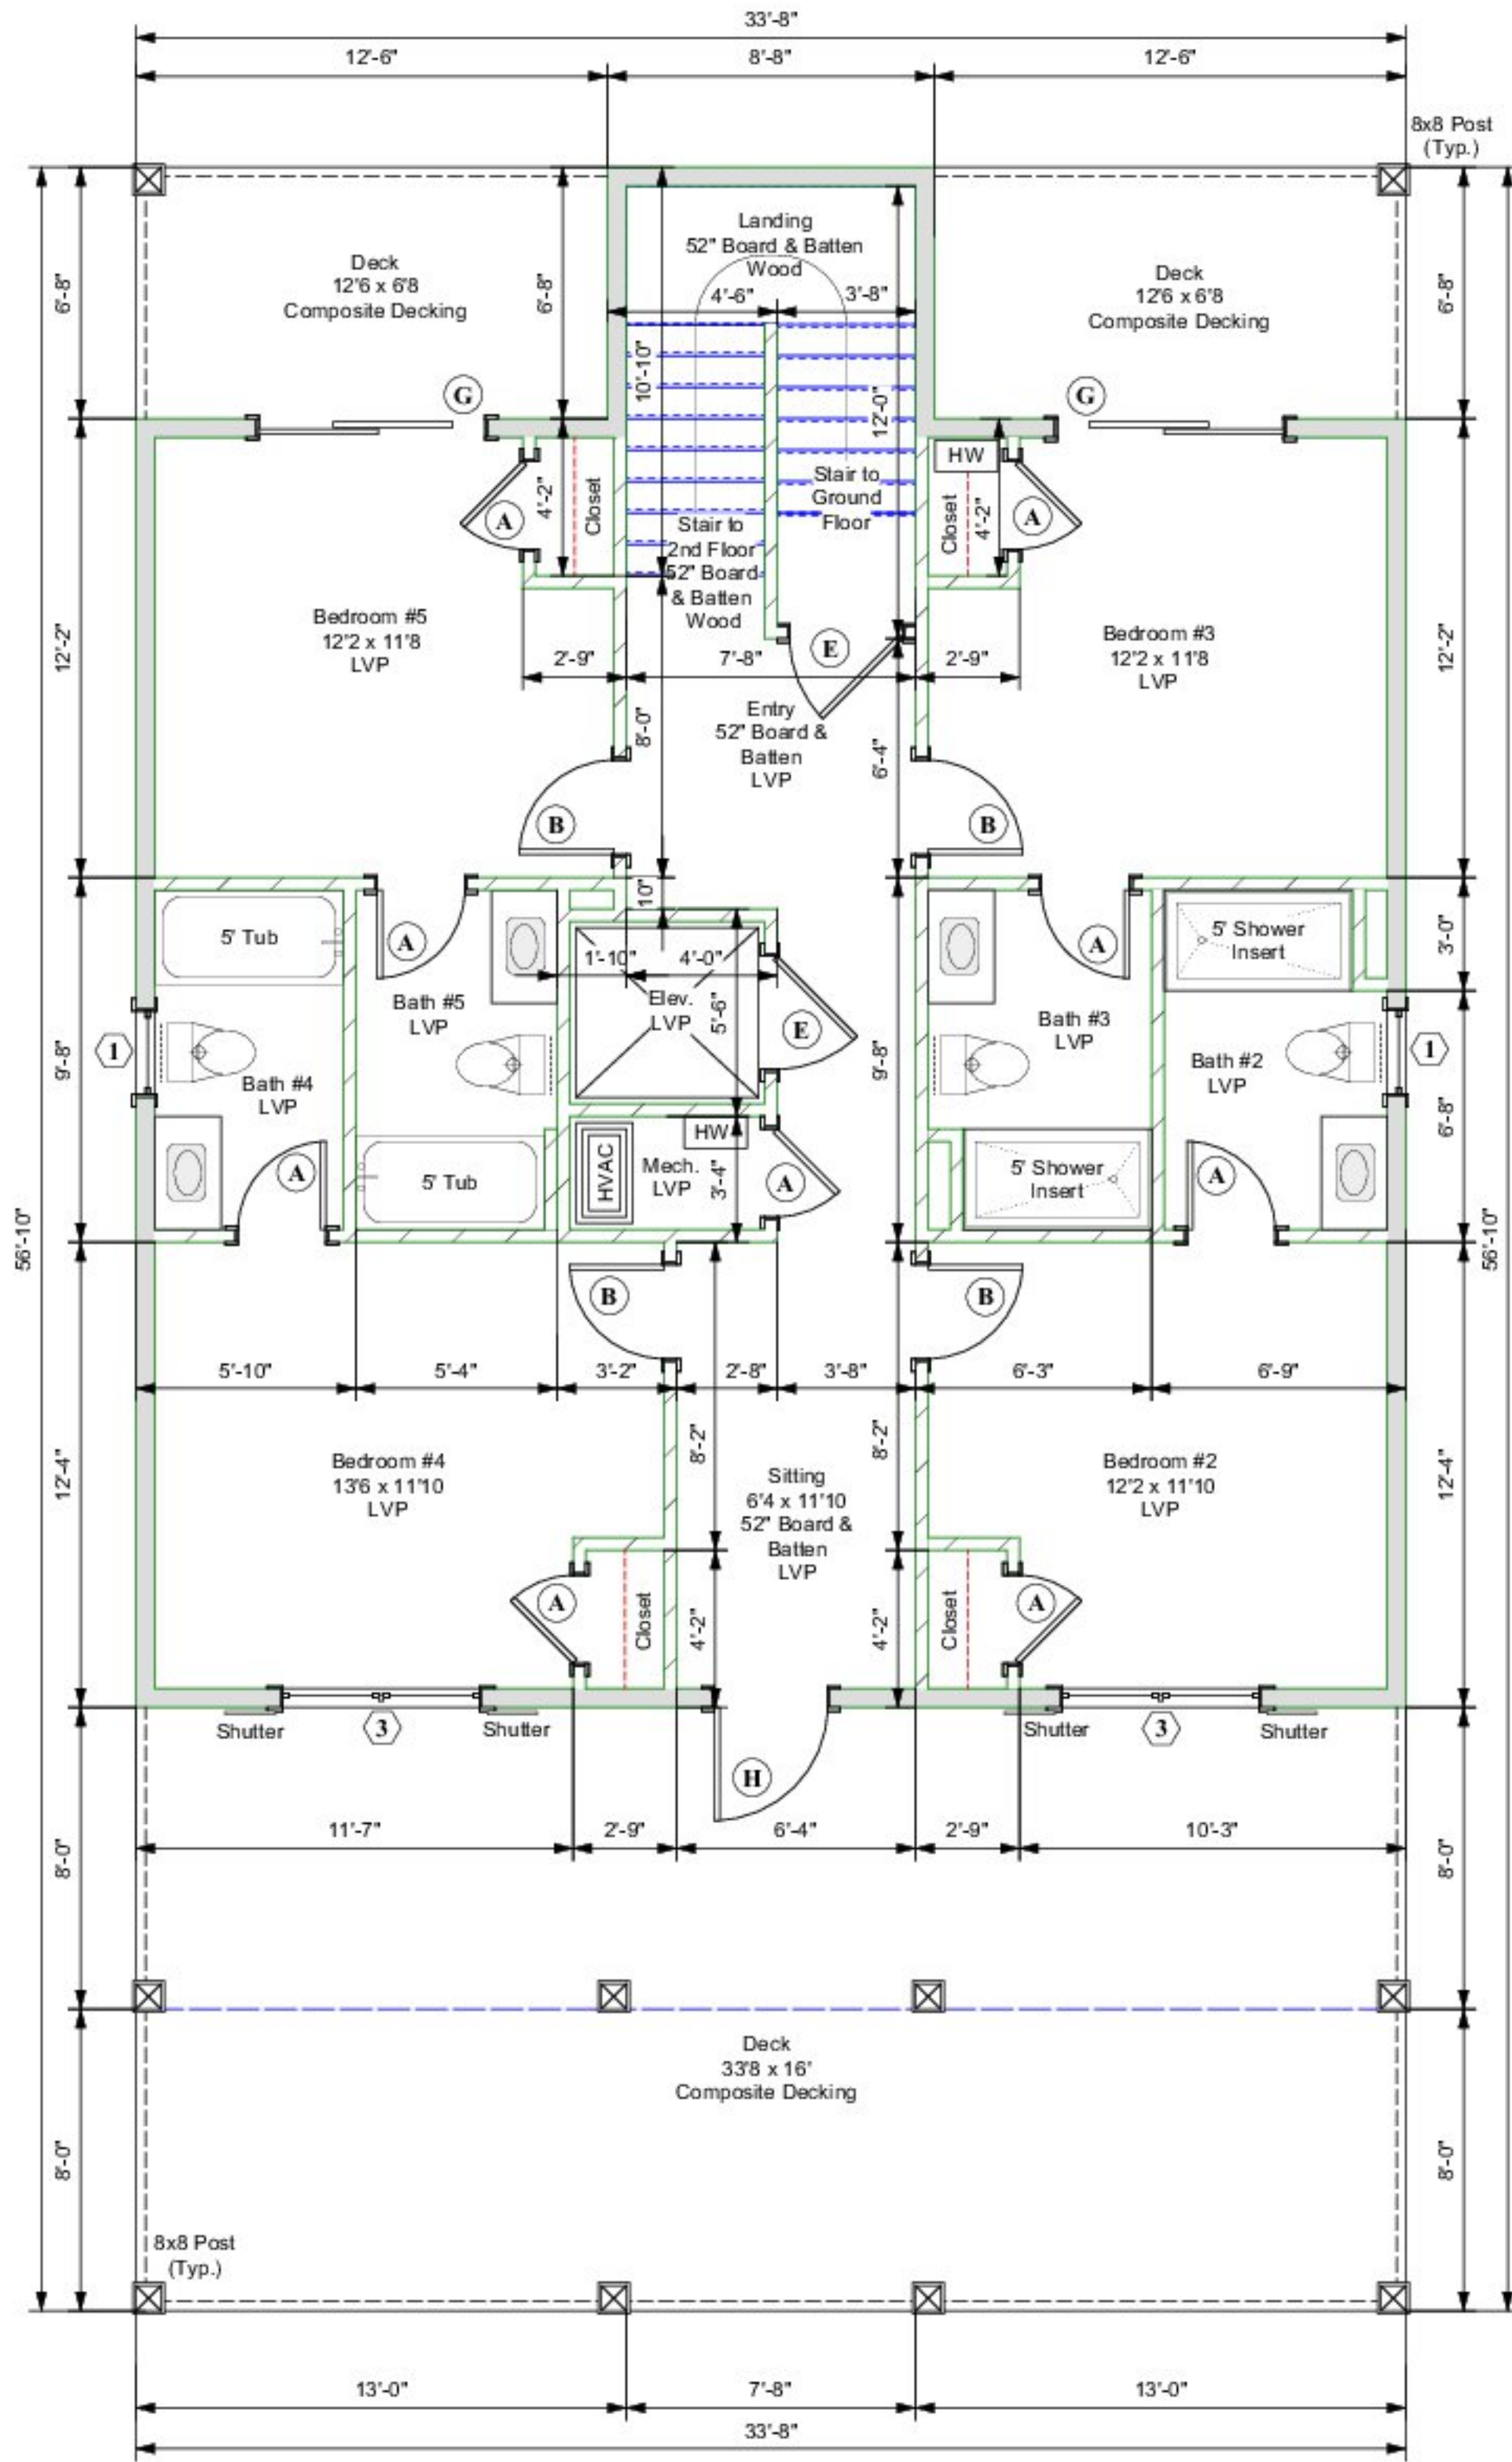 33'-8"
12'-6"
8'-8"
12'-6"
8x8 Post
(Typ.)
Landing
52" Board & Batten
Wood
Deck
12'6 x 6'8
Composite Decking
Deck
12'6 x 6'8
Composite Decking
6'-8"
6'-8"
6'-8"
4'-6"
3'-8"
10'-10"
12'-0"
G
G
HW
Closet
4'-2"
A
Closet
4'-2"
A
Stair to
Ground
Floor
Stair to
2nd Floor
52" Board
& Batten
Wood
Bedroom #5
12'2 x 11'8
LVP
Bedroom #3
12'2 x 11'8
LVP
12'-2"
12'-2"
E
2'-9"
7'-8"
2'-9"
Entry
52" Board &
Batten
LVP
8'-0"
6'-4"
B
B
10"
5' Tub
A
A
5' Shower
Insert
3'-0"
1'-10"
4'-0"
Elev.
LVP
5'-6"
E
Bath #5
LVP
Bath #3
LVP
Bath #2
LVP
1
1
9'-8"
9'-8"
Bath #4
LVP
6'-8"
HW
HVAC
Mech.
LVP
3'-4"
A
A
5' Tub
5' Shower
Insert
A
56'-10"
56'-10"
B
B
5'-10"
5'-4"
3'-2"
2'-8"
3'-8"
6'-3"
6'-9"
8'-2"
8'-2"
12'-4"
12'-4"
Bedroom #4
13'6 x 11'10
LVP
Sitting
6'4 x 11'10
52" Board &
Batten
LVP
Bedroom #2
12'2 x 11'10
LVP
A
Closet
4'-2"
4'-2"
Closet
A
Shutter
3
Shutter
Shutter
3
Shutter
H
11'-7"
2'-9"
6'-4"
2'-9"
10'-3"
8'-0"
8'-0"
Deck
33'8 x 16'
Composite Decking
8'-0"
8'-0"
8x8 Post
(Typ.)
13'-0"
7'-8"
13'-0"
33'-8"